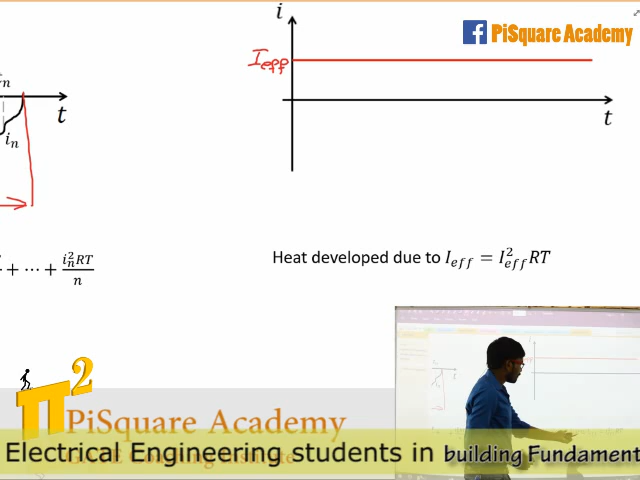 i
PiSquare Academy
I_eff
n
t
i_n
t
+ ⋯ + i_n^2RT/n
Heat developed due to I_eff = I_eff^2RT
π2
PiSquare Academy
Electrical Engineering students in building Fundament